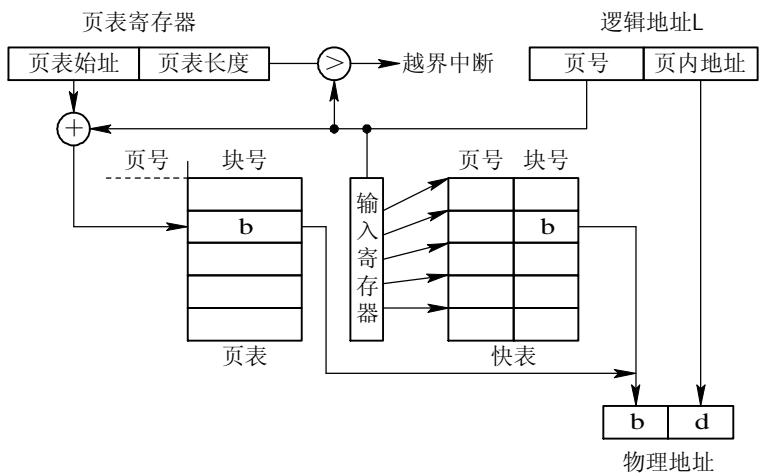 页表寄存器 逻辑地址L
页表始址 页表长度 > 越界中断 页号 页内地址
+
页号 块号 页号 块号
输入寄存器
b b
页表 快表
b d
物理地址